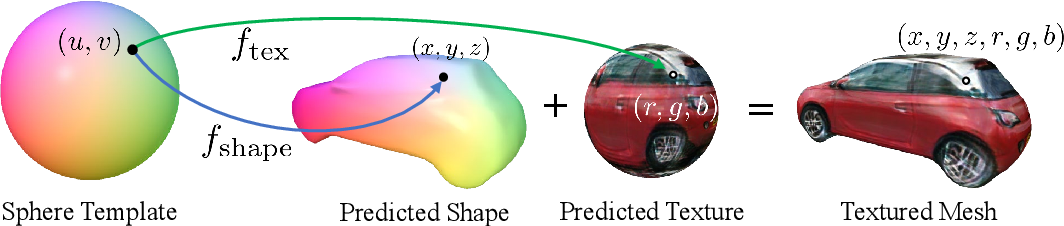 (u, v)
f_tex
(x, y, z)
(x, y, z, r, g, b)
f_shape
+
(r, g, b)
=
Sphere Template
Predicted Shape
Predicted Texture
Textured Mesh